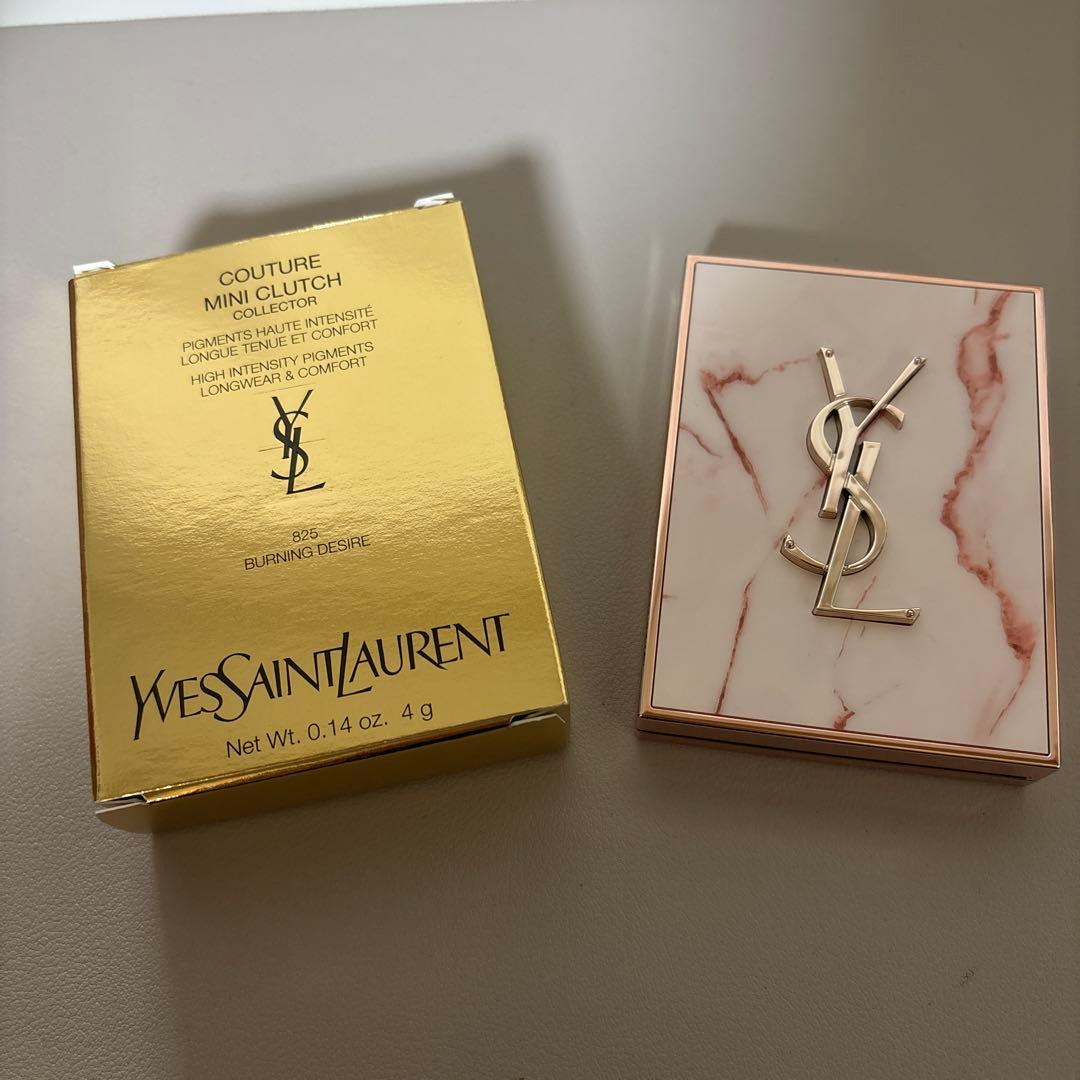 COUTURE
MINI CLUTCH
COLLECTOR
PIGMENTS HAUTE INTENSITÉ
LONGUE TENUE ET CONFORT
HIGH INTENSITY PIGMENTS
LONGWEAR & COMFORT
YSL
825
BURNING DESIRE
YVESSAINTLAURENT
Net Wt. 0.14 oz. 4 g
YSL